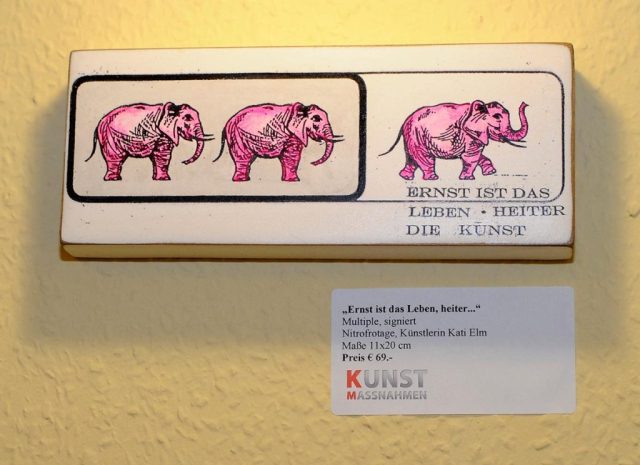 ERNST IST DAS
LEBEN · HEITER
DIE KUNST
„Ernst ist das Leben, heiter...“
Multiple, signiert
Nitrofrotage, Künstlerin Kati Elm
Maße 11x20 cm
Preis € 69.-
KUNST
MASSNAHMEN